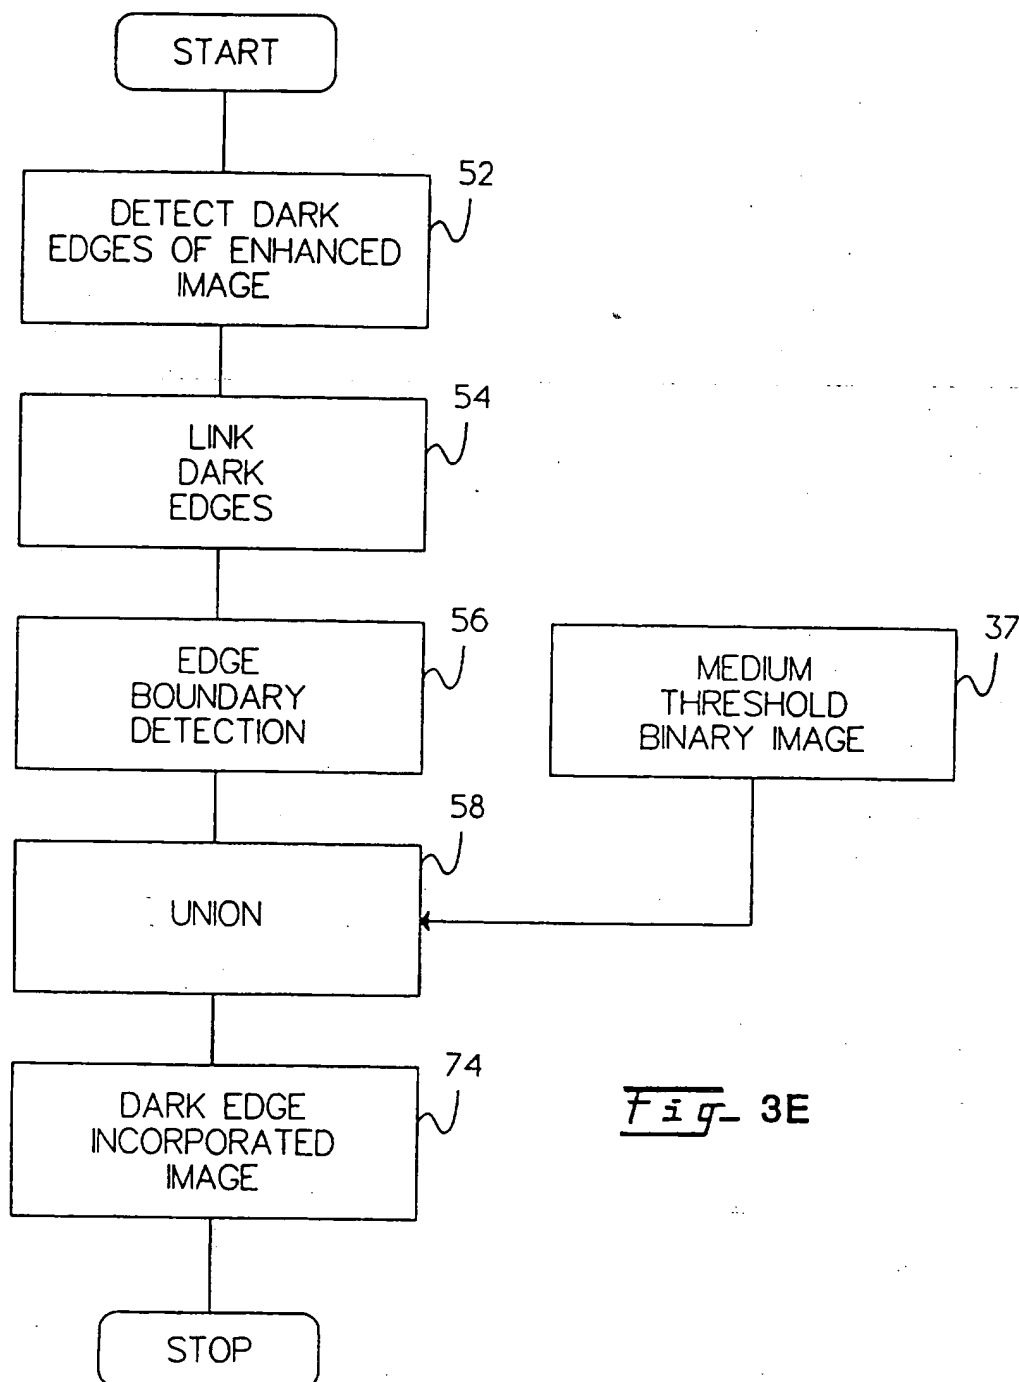 START
52
DETECT DARK
EDGES OF ENHANCED
IMAGE
54
LINK
DARK
EDGES
56
EDGE
BOUNDARY
DETECTION
37
MEDIUM
THRESHOLD
BINARY IMAGE
58
UNION
74
DARK EDGE
INCORPORATED
IMAGE
Fig- 3E
STOP